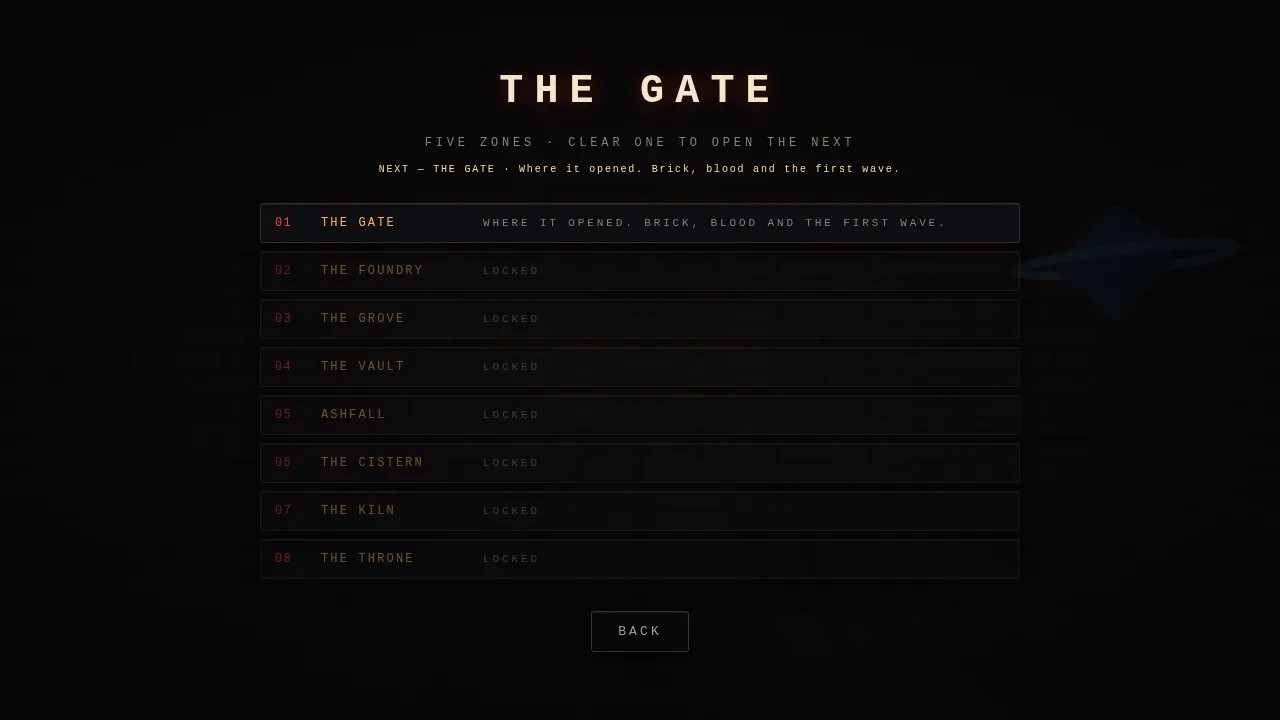 THE GATE
FIVE ZONES · CLEAR ONE TO OPEN THE NEXT
NEXT — THE GATE · Where it opened. Brick, blood and the first wave.
01 THE GATE WHERE IT OPENED. BRICK, BLOOD AND THE FIRST WAVE.
02 THE FOUNDRY LOCKED
03 THE GROVE LOCKED
04 THE VAULT LOCKED
05 ASHFALL LOCKED
06 THE CISTERN LOCKED
07 THE KILN LOCKED
08 THE THRONE LOCKED
BACK